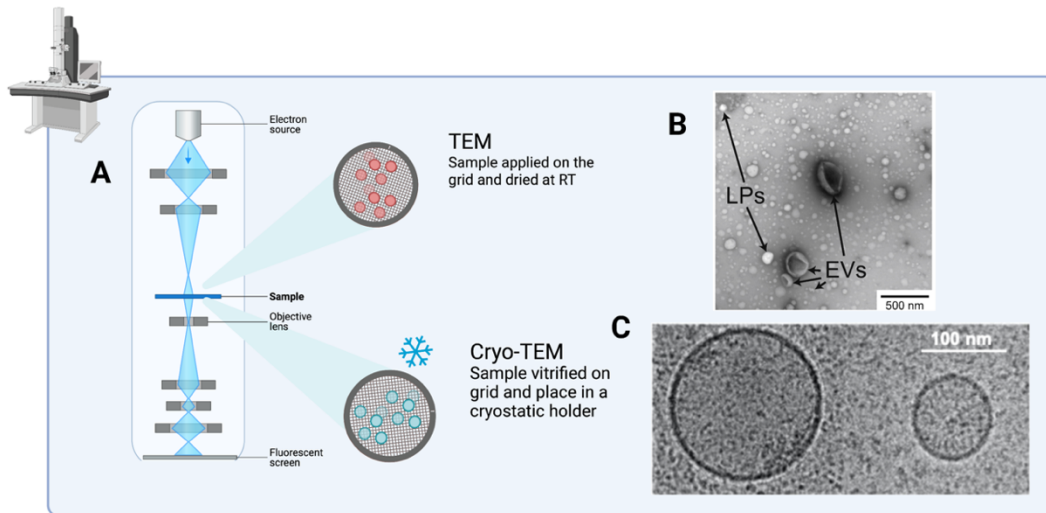 A
Electron
source
Sample
Objective
lens
Fluorescent
screen
TEM
Sample applied on the
grid and dried at RT
Cryo-TEM
Sample vitrified on
grid and place in a
cryostatic holder
B
LPs
EVs
500 nm
C
100 nm